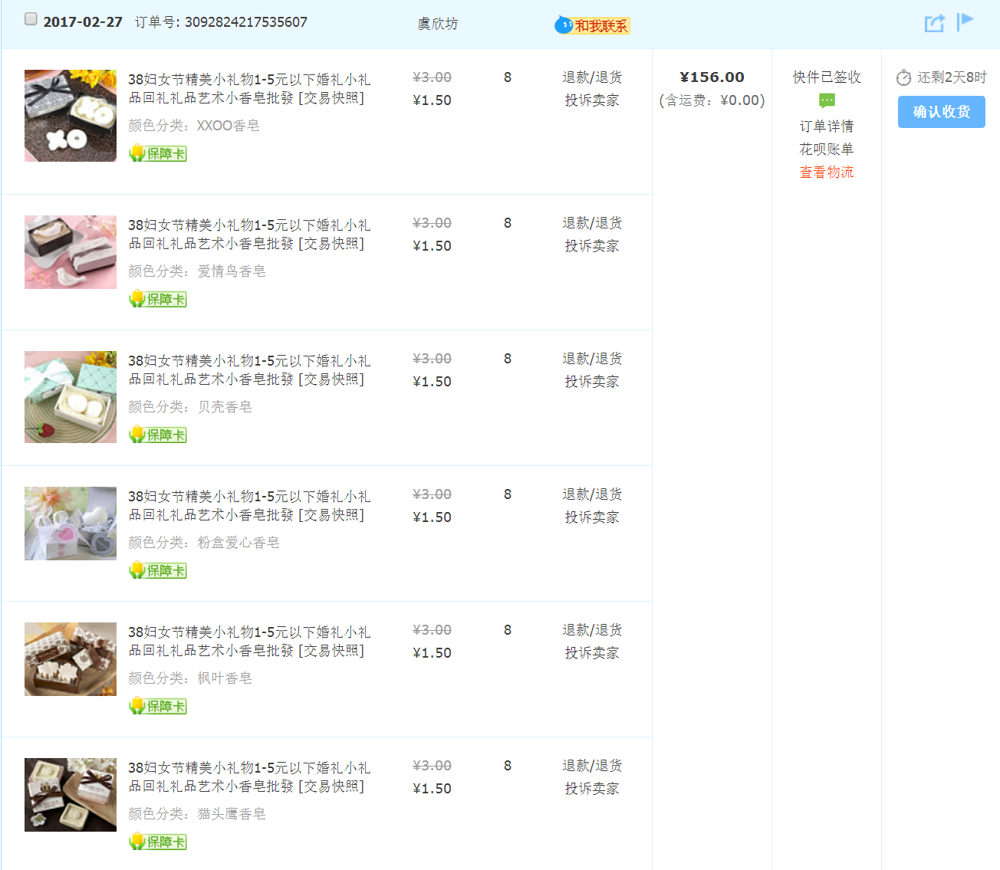 2017-02-27 订单号: 3092824217535607 虞欣坊 和我联系
38妇女节精美小礼物1-5元以下婚礼小礼
品回礼礼品艺术小香皂批發 [交易快照]
颜色分类：XXOO香皂
保障卡
¥3.00
¥1.50
8
退款/退货
投诉卖家
¥156.00
(含运费：¥0.00)
快件已签收
订单详情
花呗账单
查看物流
还剩2天8时
确认收货
38妇女节精美小礼物1-5元以下婚礼小礼
品回礼礼品艺术小香皂批發 [交易快照]
颜色分类：爱情鸟香皂
保障卡
¥3.00
¥1.50
8
退款/退货
投诉卖家
38妇女节精美小礼物1-5元以下婚礼小礼
品回礼礼品艺术小香皂批發 [交易快照]
颜色分类：贝壳香皂
保障卡
¥3.00
¥1.50
8
退款/退货
投诉卖家
38妇女节精美小礼物1-5元以下婚礼小礼
品回礼礼品艺术小香皂批發 [交易快照]
颜色分类：粉盒爱心香皂
保障卡
¥3.00
¥1.50
8
退款/退货
投诉卖家
38妇女节精美小礼物1-5元以下婚礼小礼
品回礼礼品艺术小香皂批發 [交易快照]
颜色分类：枫叶香皂
保障卡
¥3.00
¥1.50
8
退款/退货
投诉卖家
38妇女节精美小礼物1-5元以下婚礼小礼
品回礼礼品艺术小香皂批發 [交易快照]
颜色分类：猫头鹰香皂
保障卡
¥3.00
¥1.50
8
退款/退货
投诉卖家